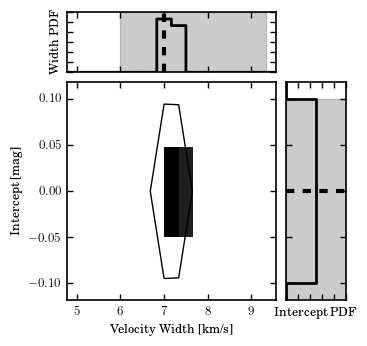 Width PDF
0.10
0.05
0.00
−0.05
−0.10
Intercept [mag]
5 6 7 8 9
Velocity Width [km/s]
Intercept PDF